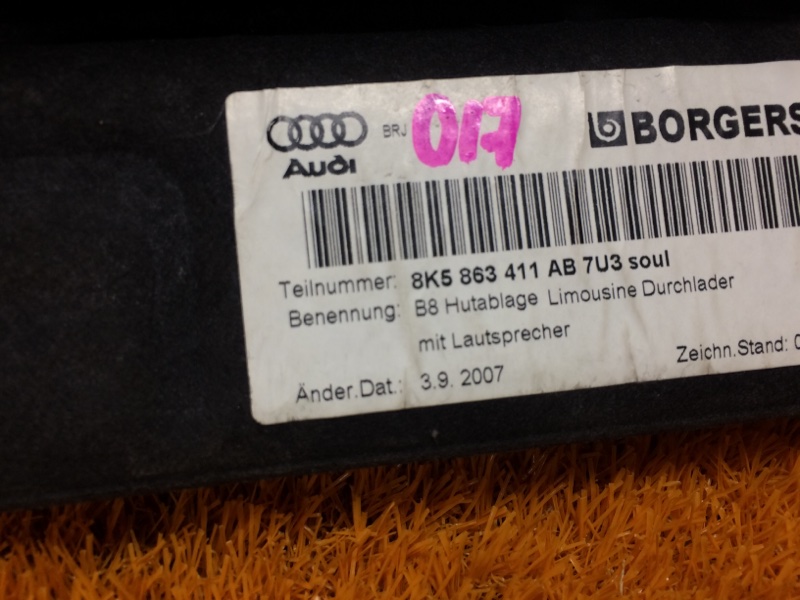 BRJ 017 BORGERS
Audi
Teilnummer: 8K5 863 411 AB 7U3 soul
Benennung: B8 Hutablage Limousine Durchlader
mit Lautsprecher
Zeichn.Stand: 0
Änder.Dat.: 3.9. 2007